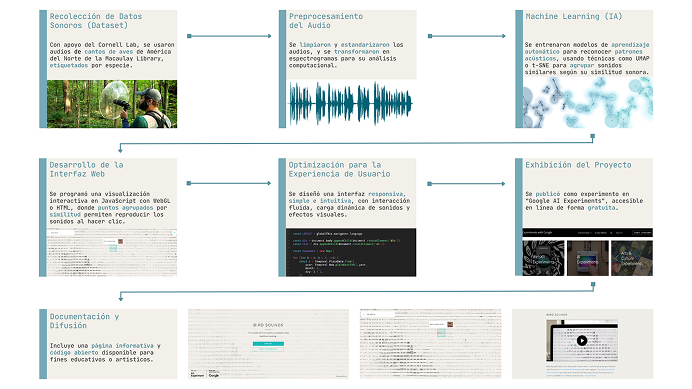 Recolección de Datos
Sonoros (Dataset)
Con apoyo del Cornell Lab, se usaron
audios de cantos de aves de América
del Norte de la Macaulay Library,
etiquetados por especie.
Preprocesamiento
del Audio
Se limpiaron y estandarizaron los
audios, y se transformaron en
espectrogramas para su análisis
computacional.
Machine Learning (IA)
Se entrenaron modelos de aprendizaje
automático para reconocer patrones
acústicos, usando técnicas como UMAP
o t-SNE para agrupar sonidos
similares según su similitud sonora.
Desarrollo de la
Interfaz Web
Se programó una visualización
interactiva en JavaScript con WebGL
o HTML, donde puntos agrupados por
similitud permiten reproducir los
sonidos al hacer clic.
Optimización para la
Experiencia de Usuario
Se diseñó una interfaz responsiva,
simple e intuitiva, con interacción
fluida, carga dinámica de sonidos y
efectos visuales.
Exhibición del Proyecto
Se publicó como experimento en
"Google AI Experiments", accesible
en línea de forma gratuita.
Experiments with Google
Documentación y
Difusión
Incluye una página informativa y
código abierto disponible para
fines educativos o artísticos.
BIRD SOUNDS
Google
BIRD SOUNDS